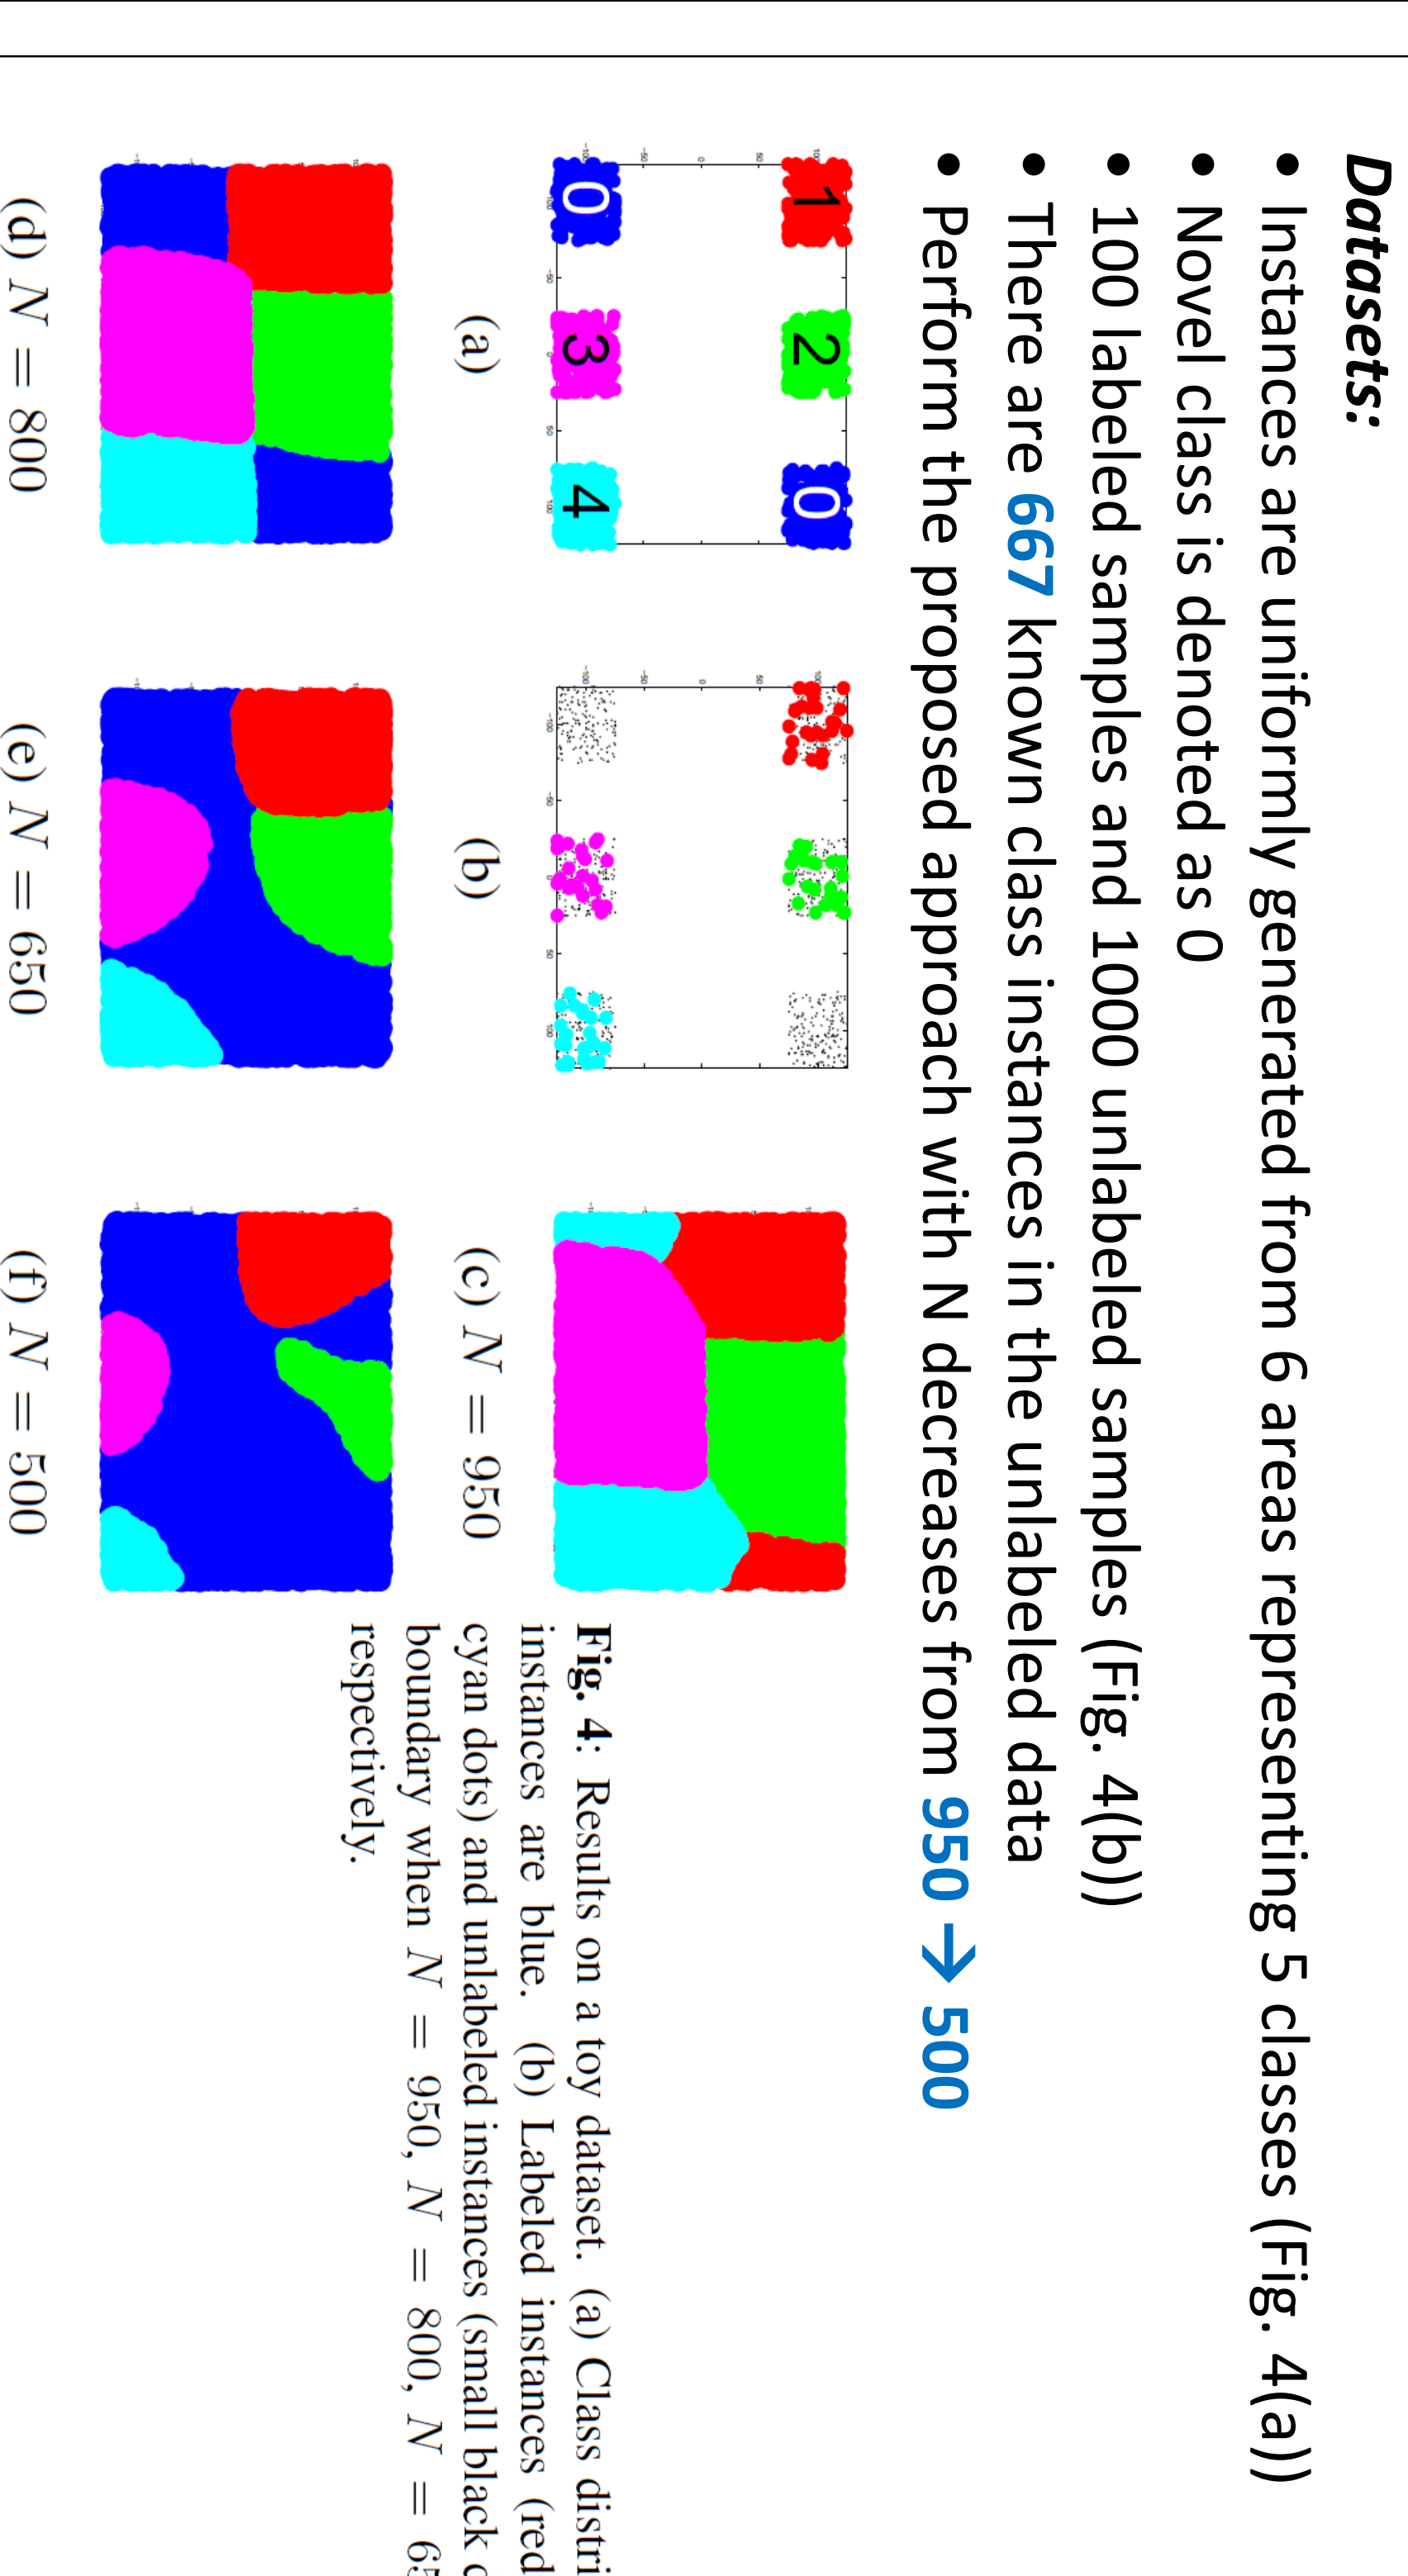 Datasets:
• Instances are uniformly generated from 6 areas representing 5 classes (Fig. 4(a))
• Novel class is denoted as 0
• 100 labeled samples and 1000 unlabeled samples (Fig. 4(b))
• There are 667 known class instances in the unlabeled data
• Perform the proposed approach with N decreases from 950 → 500
1
2
0
0
3
4
(a)
(b)
(c) N = 950
(d) N = 800
(e) N = 650
(f) N = 500
Fig. 4: Results on a toy dataset. (a) Class
instances are blue. (b) Labeled instances (red
cyan dots) and unlabeled instances (small black
boundary when N = 950, N = 800, N =
respectively.